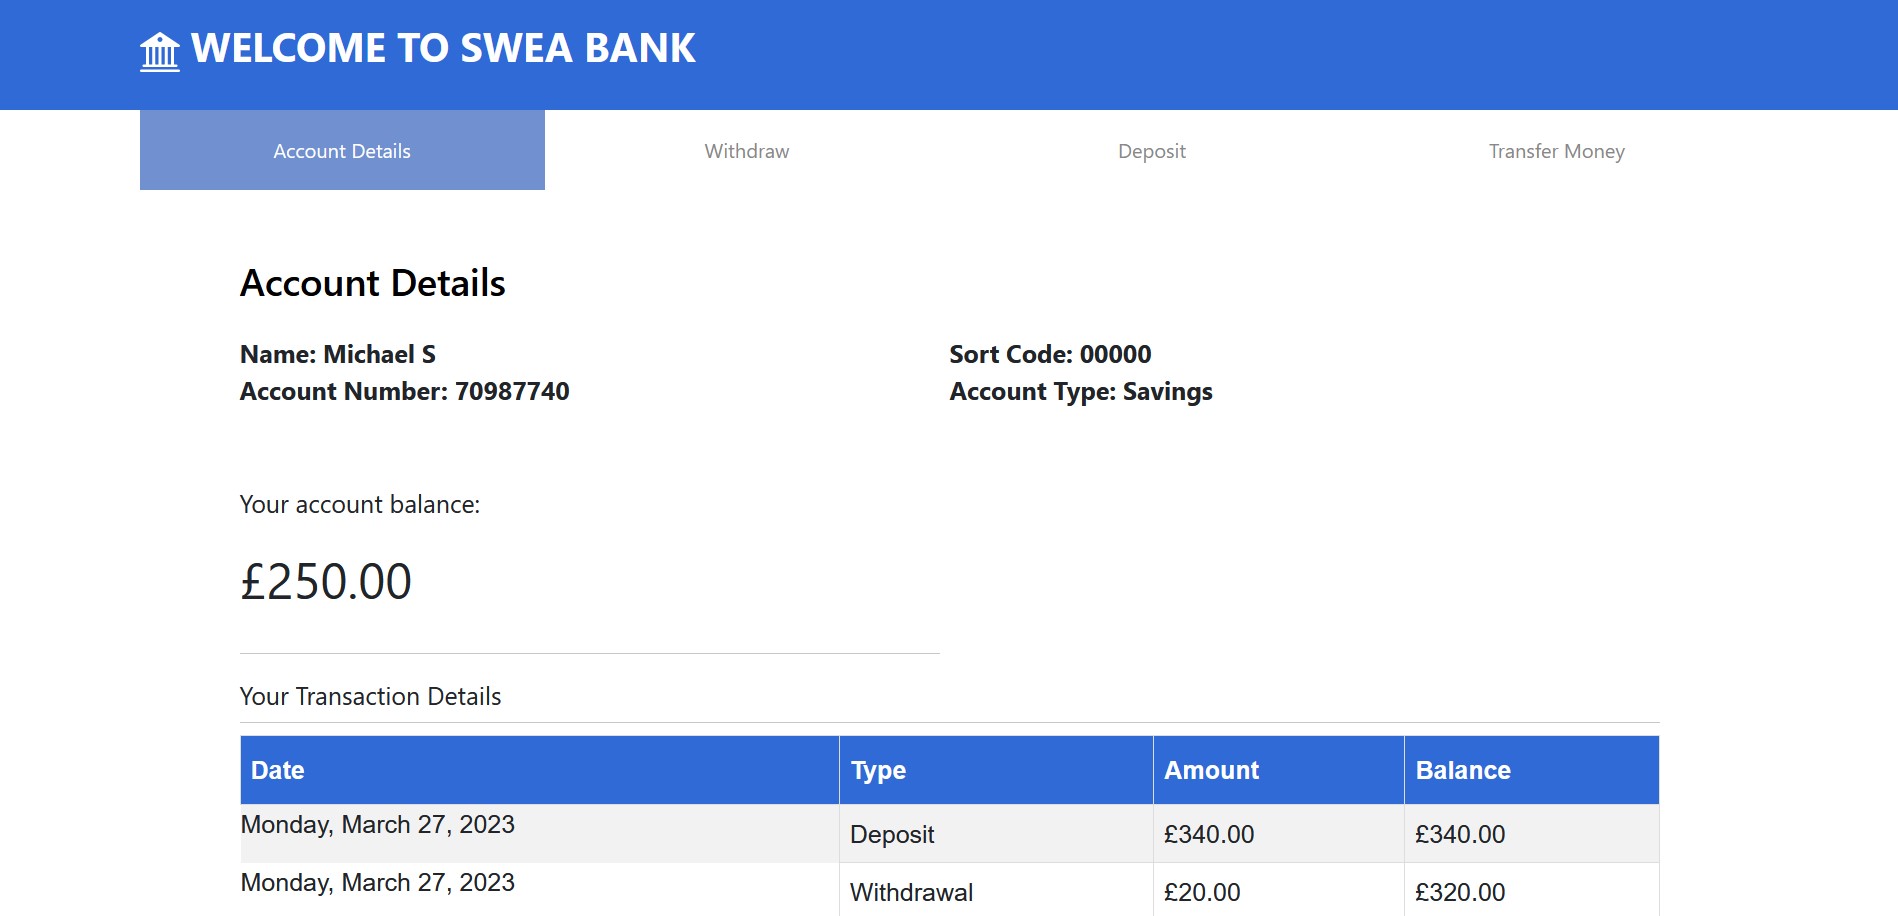 WELCOME TO SWEA BANK
Account Details Withdraw Deposit Transfer Money
Account Details
Name: Michael S Sort Code: 00000
Account Number: 70987740 Account Type: Savings
Your account balance:
£250.00
Your Transaction Details
Date Type Amount Balance
Monday, March 27, 2023 Deposit £340.00 £340.00
Monday, March 27, 2023 Withdrawal £20.00 £320.00